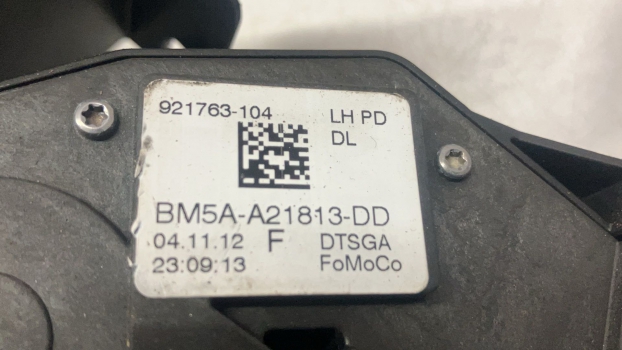 921763-104 LH PD
DL
BM5A-A21813-DD
04.11.12 F DTSGA
23:09:13 FoMoCo